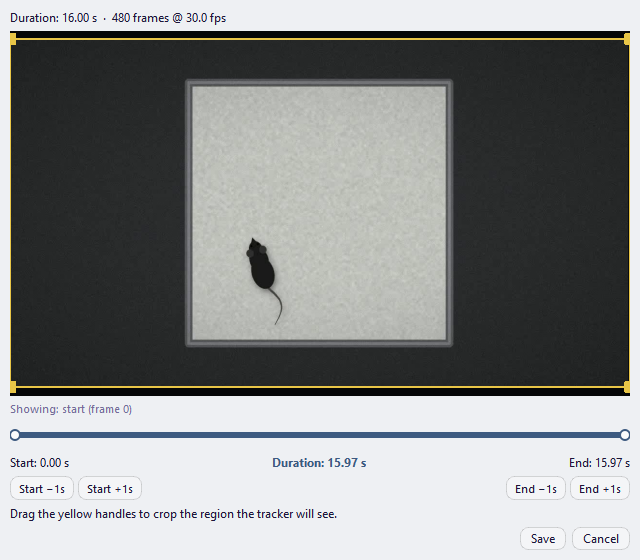 Duration: 16.00 s · 480 frames @ 30.0 fps
Showing: start (frame 0)
Start: 0.00 s
Duration: 15.97 s
End: 15.97 s
Start −1s
Start +1s
End −1s
End +1s
Drag the yellow handles to crop the region the tracker will see.
Save
Cancel